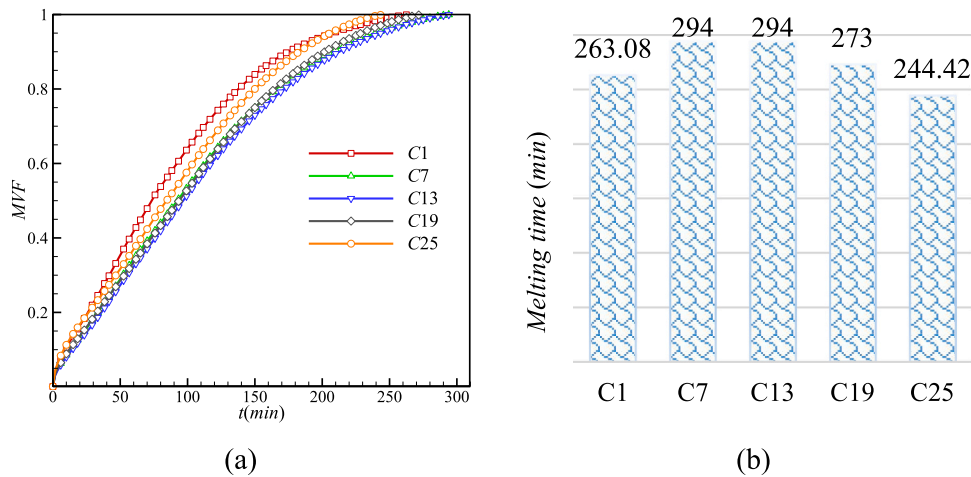 MVF
1
0.8
0.6
0.4
0.2
0
50
100
150
200
250
300
t(min)
C1
C7
C13
C19
C25
(a)
Melting time (min)
263.08
294
294
273
244.42
C1
C7
C13
C19
C25
(b)